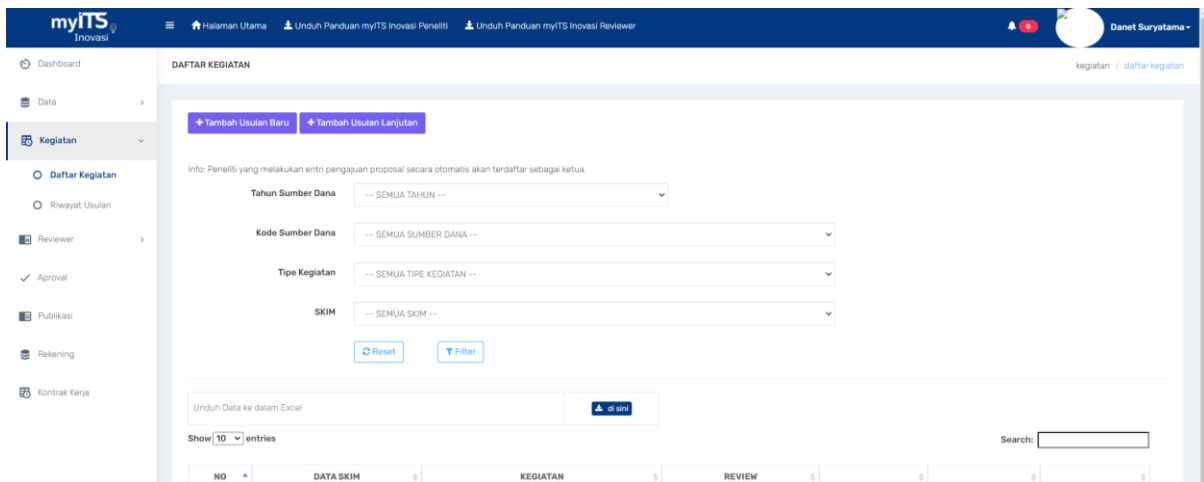 myITS
Inovasi
Halaman Utama
Unduh Panduan myITS Inovasi Peneliti
Unduh Panduan myITS Inovasi Reviewer
0
Danet Suryatama
Dashboard
Data
Kegiatan
Daftar Kegiatan
Riwayat Usulan
Reviewer
Aproval
Publikasi
Rekening
Kontrak Kerja
DAFTAR KEGIATAN
kegiatan / daftar kegiatan
+Tambah Usulan Baru
+Tambah Usulan Lanjutan
Info: Peneliti yang melakukan entri pengajuan proposal secara otomatis akan terdaftar sebagai ketua.
Tahun Sumber Dana
-- SEMUA TAHUN --
Kode Sumber Dana
-- SEMUA SUMBER DANA --
Tipe Kegiatan
-- SEMUA TIPE KEGIATAN --
SKIM
-- SEMUA SKIM --
Reset
Filter
Unduh Data ke dalam Excel
di sini
Show 10 entries
Search:
NO
DATA SKIM
KEGIATAN
REVIEW